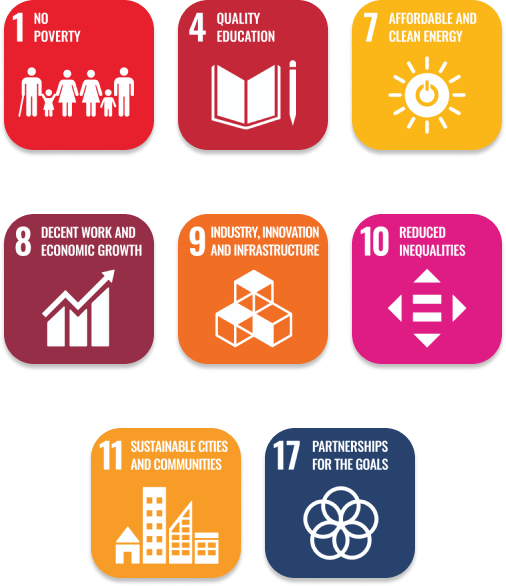 1 NO
POVERTY
4 QUALITY
EDUCATION
7 AFFORDABLE AND
CLEAN ENERGY
8 DECENT WORK AND
ECONOMIC GROWTH
9 INDUSTRY, INNOVATION
AND INFRASTRUCTURE
10 REDUCED
INEQUALITIES
11 SUSTAINABLE CITIES
AND COMMUNITIES
17 PARTNERSHIPS
FOR THE GOALS